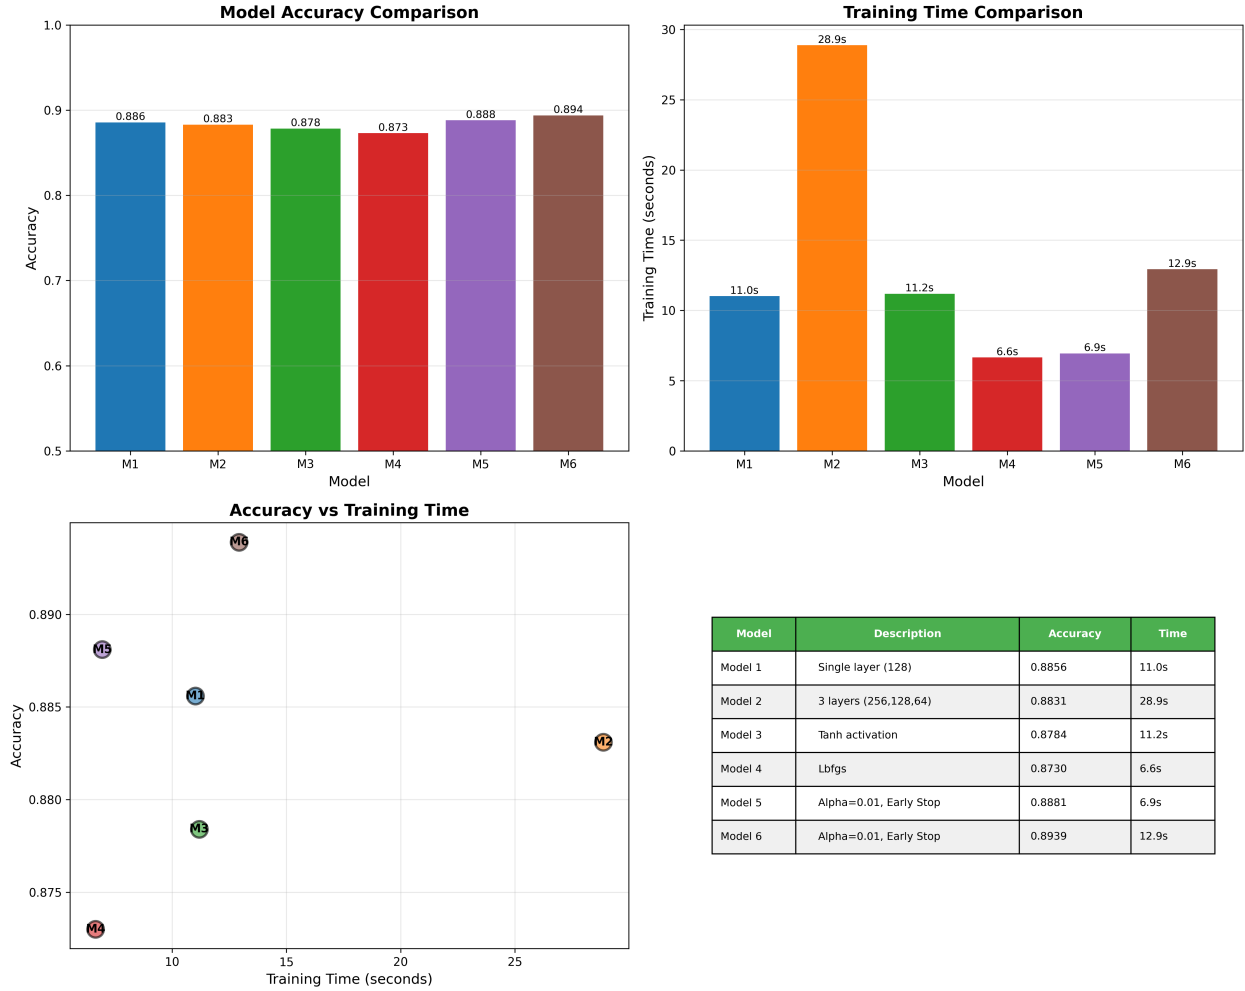 Model Accuracy Comparison
1.0
0.9
0.8
0.7
0.6
0.5
Accuracy
0.886
0.883
0.878
0.873
0.888
0.894
M1 M2 M3 M4 M5 M6
Model
Training Time Comparison
30
25
20
15
10
5
0
Training Time (seconds)
11.0s
28.9s
11.2s
6.6s
6.9s
12.9s
M1 M2 M3 M4 M5 M6
Model
Accuracy vs Training Time
0.890
0.885
0.880
0.875
Accuracy
M6
M5
M1
M2
M3
M4
10 15 20 25
Training Time (seconds)
Model Description Accuracy Time
Model 1 Single layer (128) 0.8856 11.0s
Model 2 3 layers (256,128,64) 0.8831 28.9s
Model 3 Tanh activation 0.8784 11.2s
Model 4 Lbfgs 0.8730 6.6s
Model 5 Alpha=0.01, Early Stop 0.8881 6.9s
Model 6 Alpha=0.01, Early Stop 0.8939 12.9s